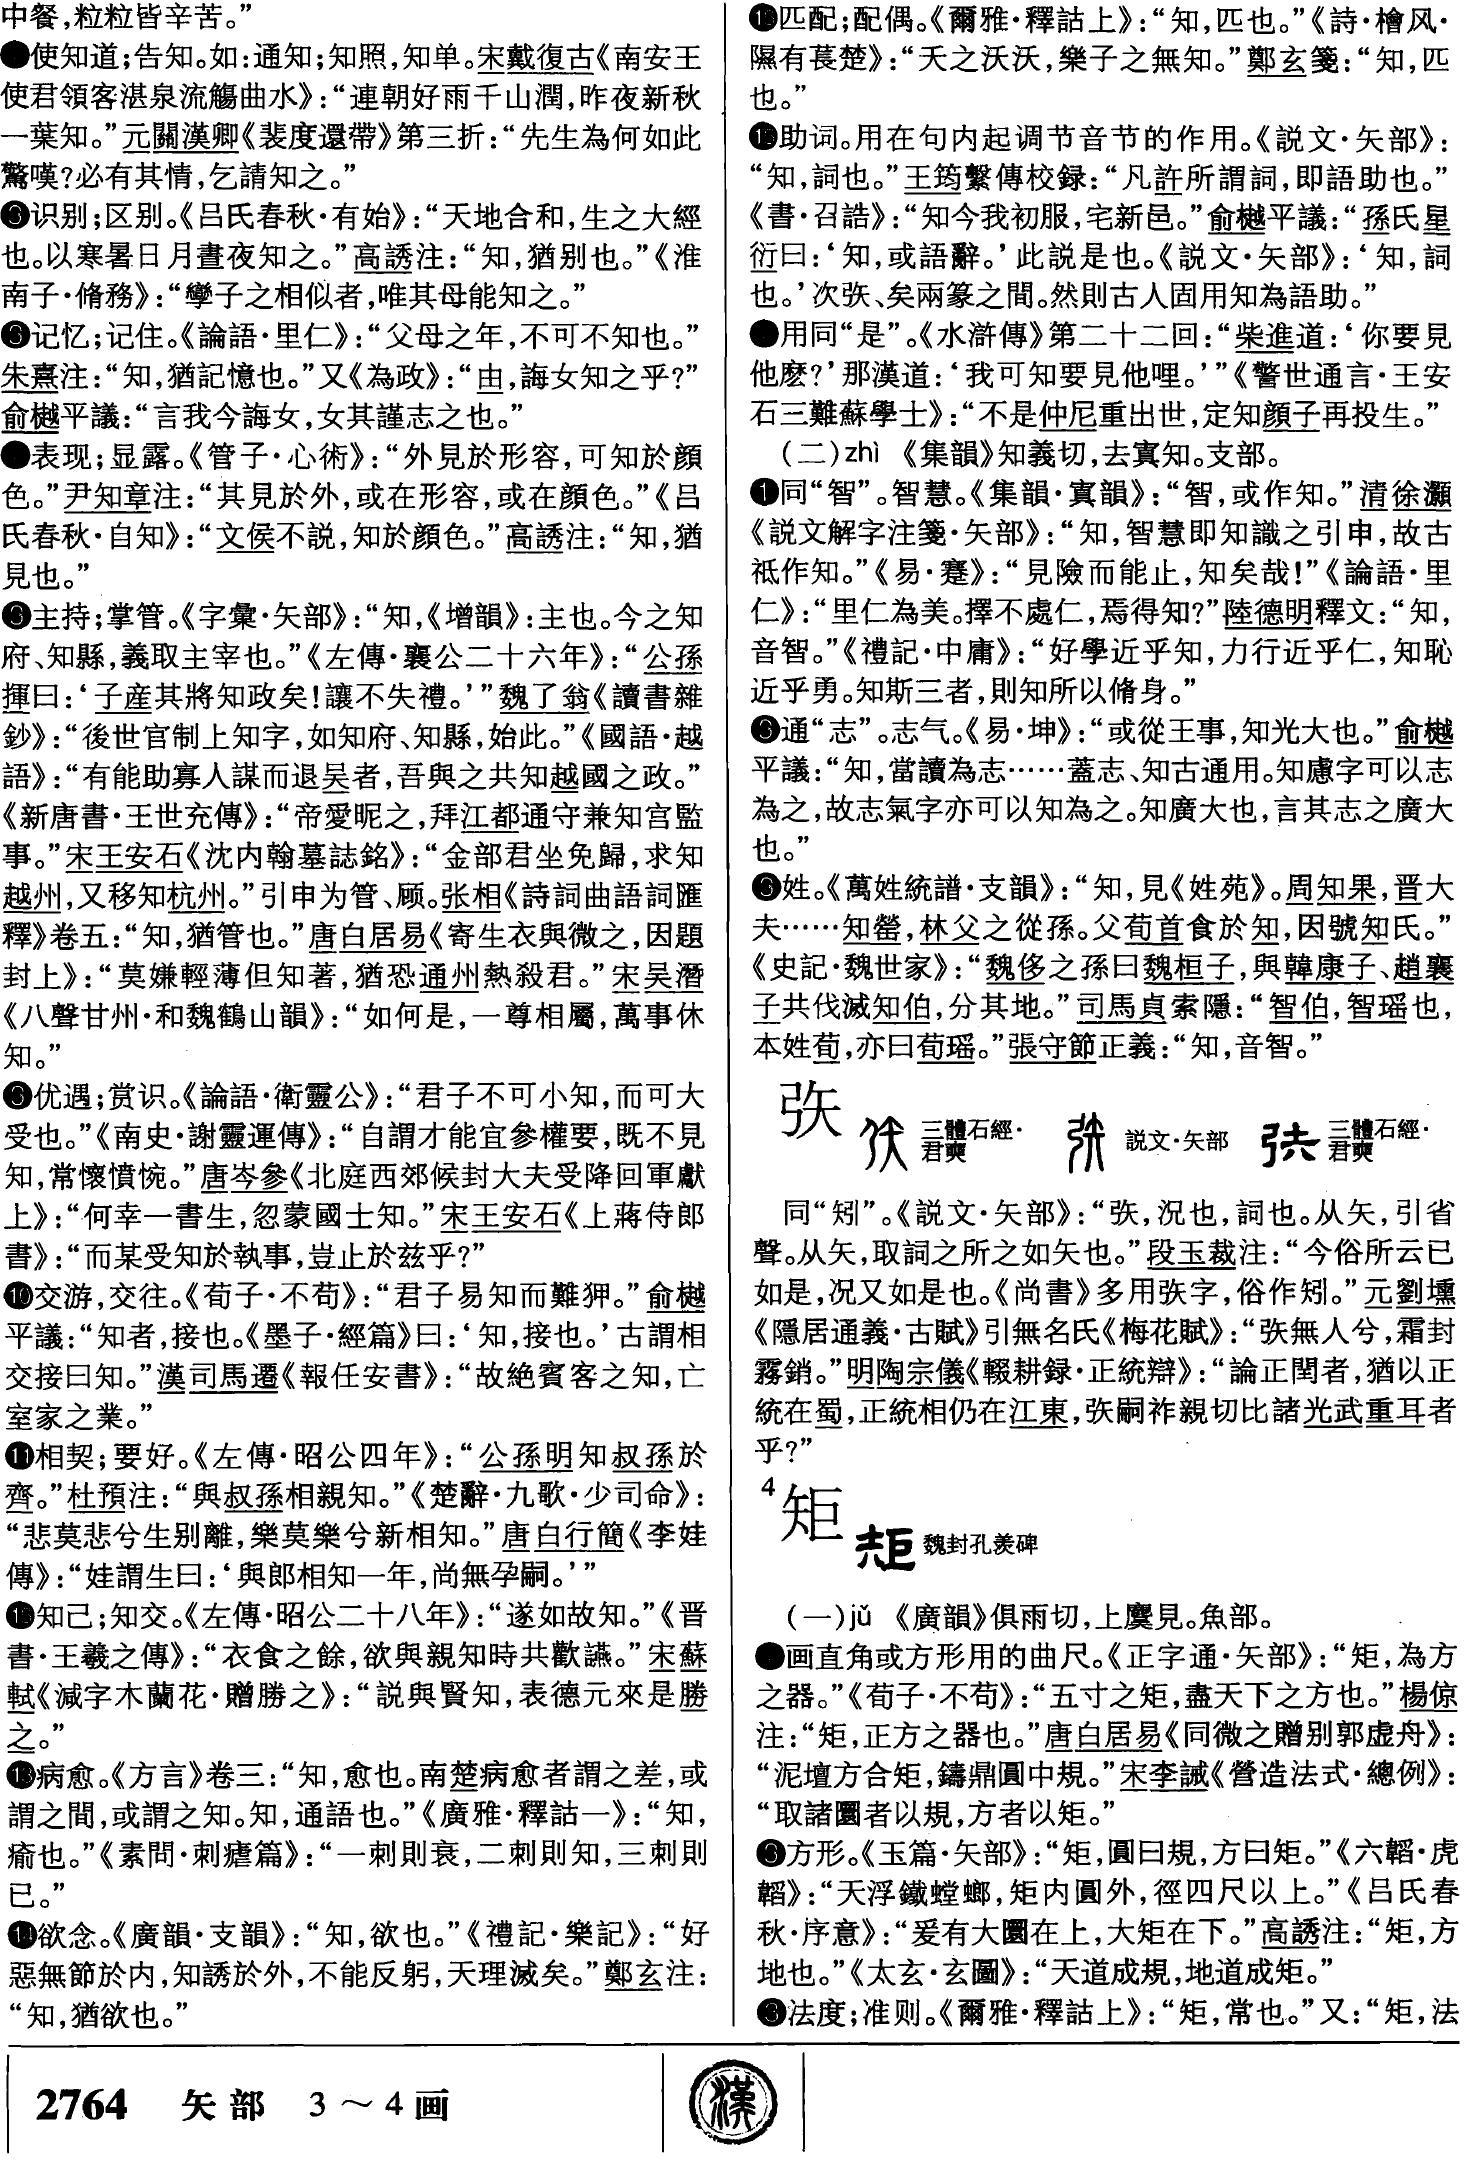 中餐,粒粒皆辛苦。”
使知道;告知。如:通知;知照,知单。宋戴復古《南安王
使君領客湛泉流觴曲水》:“連朝好雨千山潤,昨夜新秋
一葉知。”元關漢卿《裴度還帶》第三折:“先生為何如此
驚嘆?必有其情,乞請知之。”
识别;区别。《吕氏春秋·有始》:“天地合和,生之大經
也。以寒暑日月晝夜知之。”高誘注:“知,猶别也。”《淮
南子·脩務》:“孿子之相似者,唯其母能知之。”
记忆;记住。《論語·里仁》:“父母之年,不可不知也。”
朱熹注:“知,猶記憶也。”又《為政》:“由,誨女知之乎?”
俞樾平議:“言我今誨女,女其謹志之也。”
表现;显露。《管子·心術》:“外見於形容,可知於顔
色。”尹知章注:“其見於外,或在形容,或在顔色。”《吕
氏春秋·自知》:“文侯不説,知於顔色。”高誘注:“知,猶
見也。”
主持;掌管。《字彙·矢部》:“知,《增韻》:主也。今之知
府、知縣,義取主宰也。”《左傳·襄公二十六年》:“公孫
揮曰:‘子産其將知政矣!讓不失禮。’”魏了翁《讀書雜
鈔》:“後世官制上知字,如知府、知縣,始此。”《國語·越
語》:“有能助寡人謀而退吴者,吾與之共知越國之政。”
《新唐書·王世充傳》:“帝愛昵之,拜江都通守兼知宫監
事。”宋王安石《沈内翰墓誌銘》:“金部君坐免歸,求知
越州,又移知杭州。”引申为管、顾。张相《詩詞曲語詞匯
釋》卷五:“知,猶管也。”唐白居易《寄生衣與微之,因題
封上》:“莫嫌輕薄但知著,猶恐通州熱殺君。”宋吴潛
《八聲甘州·和魏鶴山韻》:“如何是,一尊相屬,萬事休
知。”
优遇;赏识。《論語·衛靈公》:“君子不可小知,而可大
受也。”《南史·謝靈運傳》:“自謂才能宜參權要,既不見
知,常懷憤惋。”唐岑參《北庭西郊候封大夫受降回軍獻
上》:“何幸一書生,忽蒙國士知。”宋王安石《上蔣侍郎
書》:“而某受知於執事,豈止於兹乎?”
⑩交游,交往。《荀子·不苟》:“君子易知而難狎。”俞樾
平議:“知者,接也。《墨子·經篇》曰:‘知,接也。’古謂相
交接曰知。”漢司馬遷《報任安書》:“故絶賓客之知,亡
室家之業。”
⑪相契;要好。《左傳·昭公四年》:“公孫明知叔孫於
齊。”杜預注:“與叔孫相親知。”《楚辭·九歌·少司命》:
“悲莫悲兮生别離,樂莫樂兮新相知。”唐白行簡《李娃
傳》:“娃謂生曰:‘與郎相知一年,尚無孕嗣。’”
⑫知己;知交。《左傳·昭公二十八年》:“遂如故知。”《晋
書·王羲之傳》:“衣食之餘,欲與親知時共歡讌。”宋蘇
軾《減字木蘭花·贈勝之》:“説與賢知,表德元來是勝
之。”
⑬病愈。《方言》卷三:“知,愈也。南楚病愈者謂之差,或
謂之間,或謂之知。知,通語也。”《廣雅·釋詁一》:“知,
瘉也。”《素問·刺瘧篇》:“一刺則衰,二刺則知,三刺則
已。”
⑭欲念。《廣韻·支韻》:“知,欲也。”《禮記·樂記》:“好
惡無節於内,知誘於外,不能反躬,天理滅矣。”鄭玄注:
“知,猶欲也。”
匹配;配偶。《爾雅·釋詁上》:“知,匹也。”《詩·檜风·
隰有萇楚》:“夭之沃沃,樂子之無知。”鄭玄箋:“知,匹
也。”
助词。用在句内起调节音节的作用。《説文·矢部》:
“知,詞也。”王筠繫傳校録:“凡許所謂詞,即語助也。”
《書·召誥》:“知今我初服,宅新邑。”俞樾平議:“孫氏星
衍曰:‘知,或語辭。’此説是也。《説文·矢部》:‘知,詞
也。’次矤、矣兩篆之間。然則古人固用知為語助。”
用同“是”。《水滸傳》第二十二回:“柴進道:‘你要見
他麽?’那漢道:‘我可知要見他哩。’”《警世通言·王安
石三難蘇學士》:“不是仲尼重出世,定知顔子再投生。”
(二)zhì 《集韻》知義切,去寘知。支部。
❶同“智”。智慧。《集韻·寘韻》:“智,或作知。”清徐灝
《説文解字注箋·矢部》:“知,智慧即知識之引申,故古
衹作知。”《易·蹇》:“見險而能止,知矣哉!”《論語·里
仁》:“里仁為美。擇不處仁,焉得知?”陸德明釋文:“知,
音智。”《禮記·中庸》:“好學近乎知,力行近乎仁,知恥
近乎勇。知斯三者,則知所以脩身。”
通“志”。志气。《易·坤》:“或從王事,知光大也。”俞樾
平議:“知,當讀為志……蓋志、知古通用。知慮字可以志
為之,故志氣字亦可以知為之。知廣大也,言其志之廣大
也。”
❸姓。《萬姓統譜·支韻》:“知,見《姓苑》。周知果,晋大
夫……知罃,林父之從孫。父荀首食於知,因號知氏。”
《史記·魏世家》:“魏侈之孫曰魏桓子,與韓康子、趙襄
子共伐滅知伯,分其地。”司馬貞索隱:“智伯,智瑶也,
本姓荀,亦曰荀瑶。”張守節正義:“知,音智。”
矤 三體石經·君奭 説文·矢部 三體石經·君奭
同“矧”。《説文·矢部》:“矤,況也,詞也。从矢,引省
聲。从矢,取詞之所之如矢也。”段玉裁注:“今俗所云已
如是,况又如是也。《尚書》多用矤字,俗作矧。”元劉壎
《隱居通義·古賦》引無名氏《梅花賦》:“矤無人兮,霜封
霧銷。”明陶宗儀《輟耕録·正統辯》:“論正閏者,猶以正
統在蜀,正統相仍在江東,矤嗣祚親切比諸光武重耳者
乎?”
4 矩 魏封孔羨碑
(一)jǔ 《廣韻》俱雨切,上麌見。魚部。
画直角或方形用的曲尺。《正字通·矢部》:“矩,為方
之器。”《荀子·不苟》:“五寸之矩,盡天下之方也。”楊倞
注:“矩,正方之器也。”唐白居易《同微之贈别郭虚舟》:
“泥壇方合矩,鑄鼎圓中規。”宋李誡《營造法式·總例》:
“取諸圜者以規,方者以矩。”
方形。《玉篇·矢部》:“矩,圓曰規,方曰矩。”《六韜·虎
韜》:“天浮鐵螳螂,矩内圓外,徑四尺以上。”《吕氏春
秋·序意》:“爰有大圜在上,大矩在下。”高誘注:“矩,方
地也。”《太玄·玄圖》:“天道成規,地道成矩。”
❸法度;准则。《爾雅·釋詁上》:“矩,常也。”又:“矩,法
2764 矢部 3～4画 漢